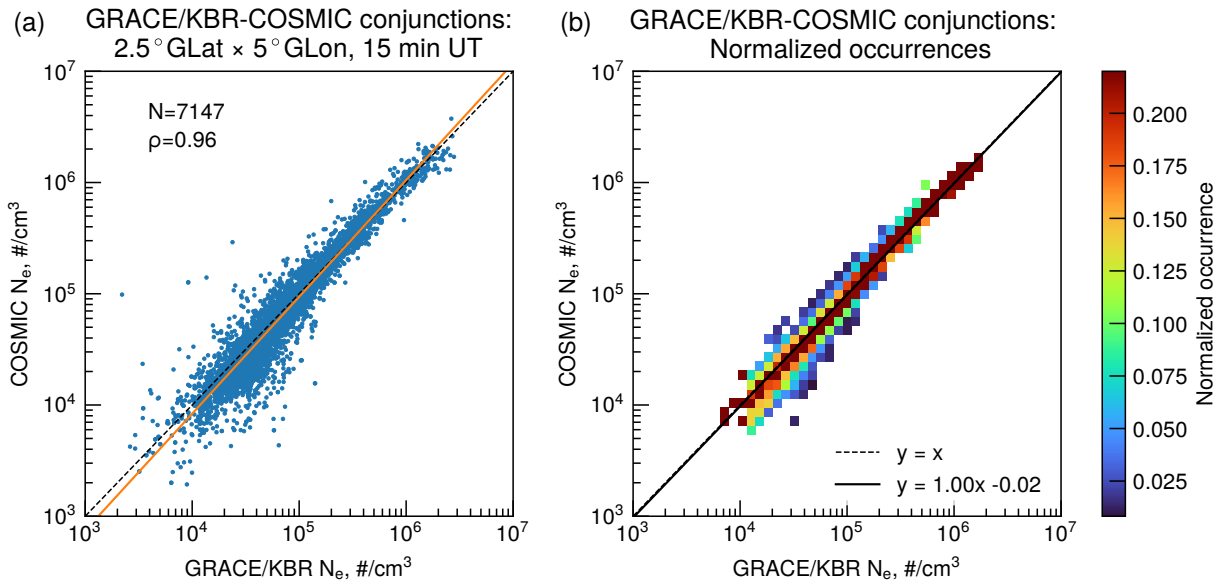 (a)
GRACE/KBR-COSMIC conjunctions:
2.5°GLat × 5°GLon, 15 min UT
N=7147
ρ=0.96
10⁷
10⁶
10⁵
10⁴
10³
COSMIC Nₑ, #/cm³
10³ 10⁴ 10⁵ 10⁶ 10⁷
GRACE/KBR Nₑ, #/cm³
(b)
GRACE/KBR-COSMIC conjunctions:
Normalized occurrences
10⁷
10⁶
10⁵
10⁴
10³
COSMIC Nₑ, #/cm³
y = x
y = 1.00x -0.02
10³ 10⁴ 10⁵ 10⁶ 10⁷
GRACE/KBR Nₑ, #/cm³
0.200
0.175
0.150
0.125
0.100
0.075
0.050
0.025
Normalized occurrence